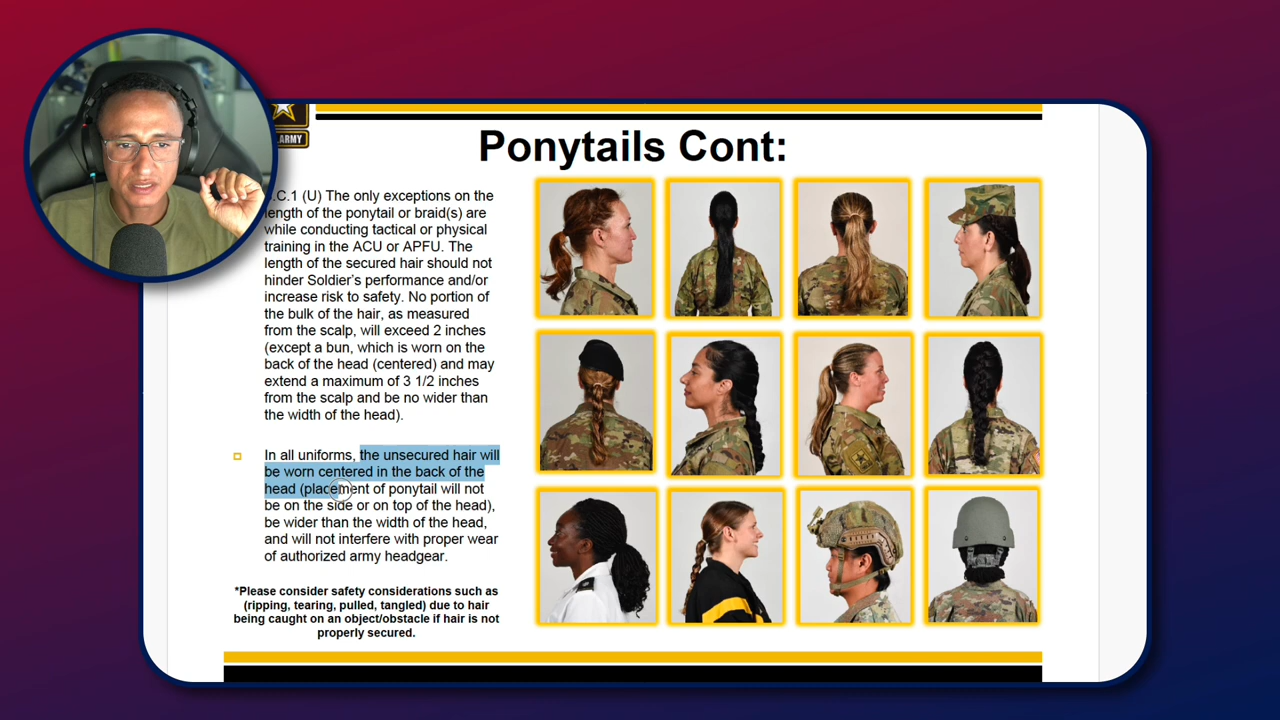 ARMY
Ponytails Cont:
.C.1 (U) The only exceptions on the
length of the ponytail or braid(s) are
while conducting tactical or physical
training in the ACU or APFU. The
length of the secured hair should not
hinder Soldier's performance and/or
increase risk to safety. No portion of
the bulk of the hair, as measured
from the scalp, will exceed 2 inches
(except a bun, which is worn on the
back of the head (centered) and may
extend a maximum of 3 1/2 inches
from the scalp and be no wider than
the width of the head).
In all uniforms, the unsecured hair will
be worn centered in the back of the
head (placement of ponytail will not
be on the side or on top of the head),
be wider than the width of the head,
and will not interfere with proper wear
of authorized army headgear.
*Please consider safety considerations such as
(ripping, tearing, pulled, tangled) due to hair
being caught on an object/obstacle if hair is not
properly secured.